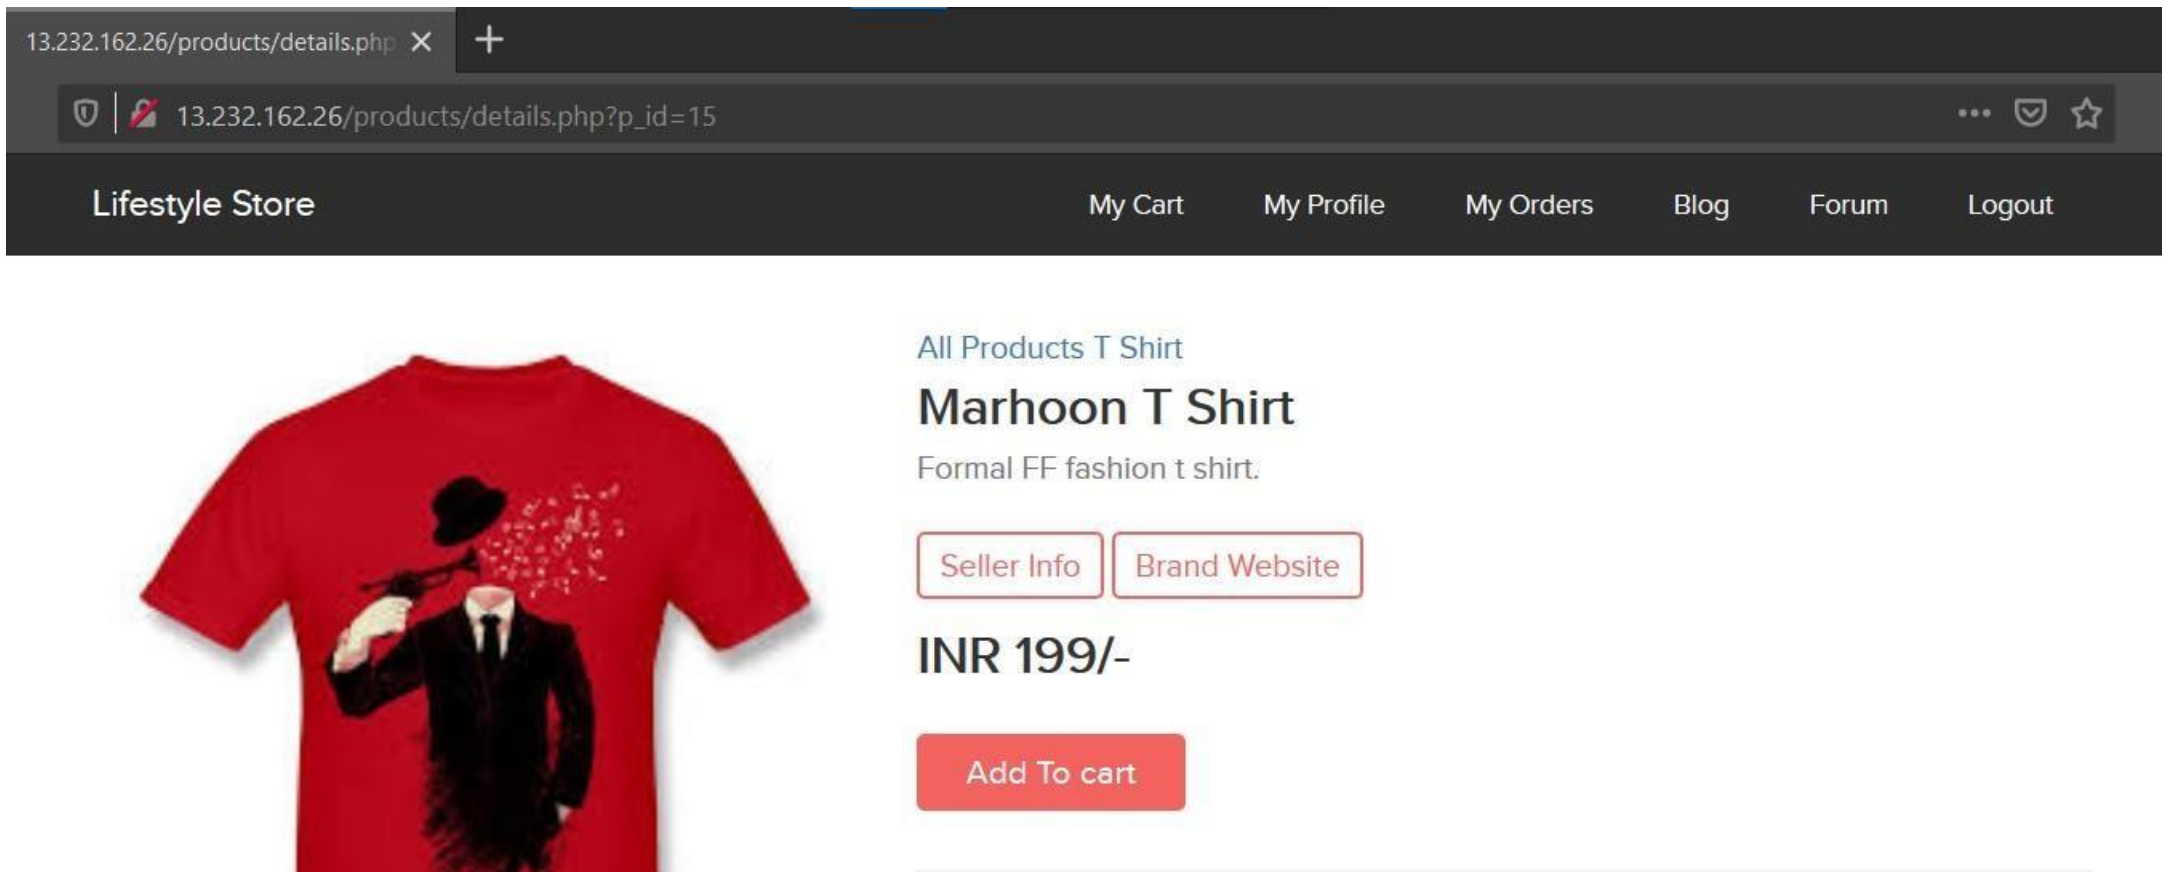 13.232.162.26/products/details.php
13.232.162.26/products/details.php?p_id=15
Lifestyle Store My Cart My Profile My Orders Blog Forum Logout
All Products T Shirt
Marhoon T Shirt
Formal FF fashion t shirt.
Seller Info Brand Website
INR 199/-
Add To cart